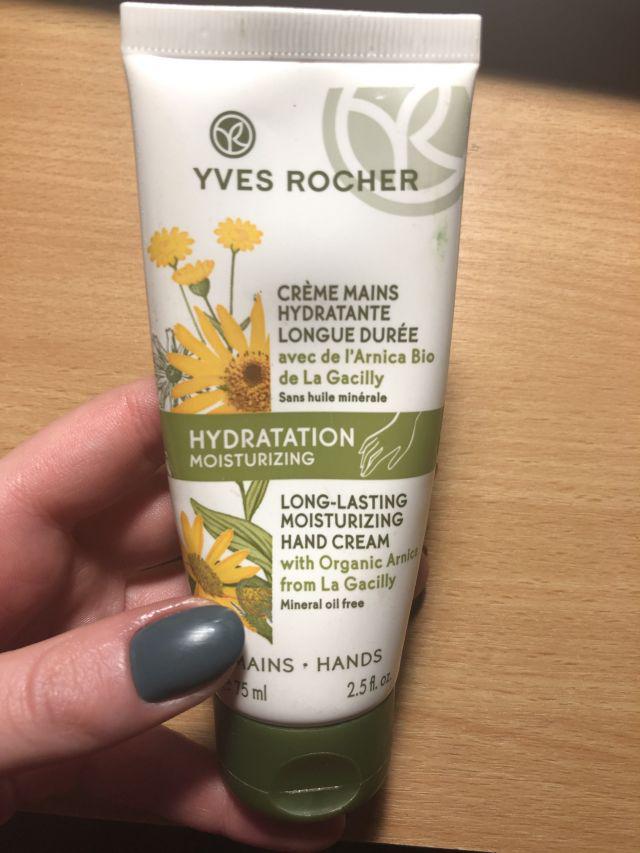 YVES ROCHER
CRÈME MAINS
HYDRATANTE
LONGUE DURÉE
avec de l'Arnica Bio
de La Gacilly
Sans huile minérale
HYDRATATION
MOISTURIZING
LONG-LASTING
MOISTURIZING
HAND CREAM
with Organic Arnica
from La Gacilly
Mineral oil free
MAINS • HANDS
75 ml 2.5 fl. oz.